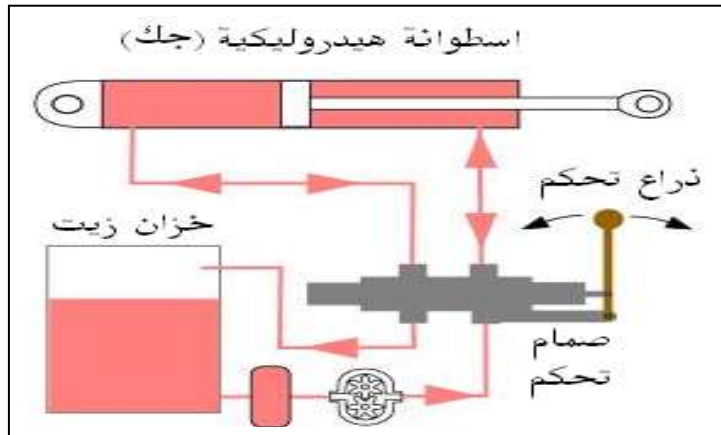 اسطوانة هيدروليكية (جك)
ذراع تحكم
خزان زيت
صمام
تحكم